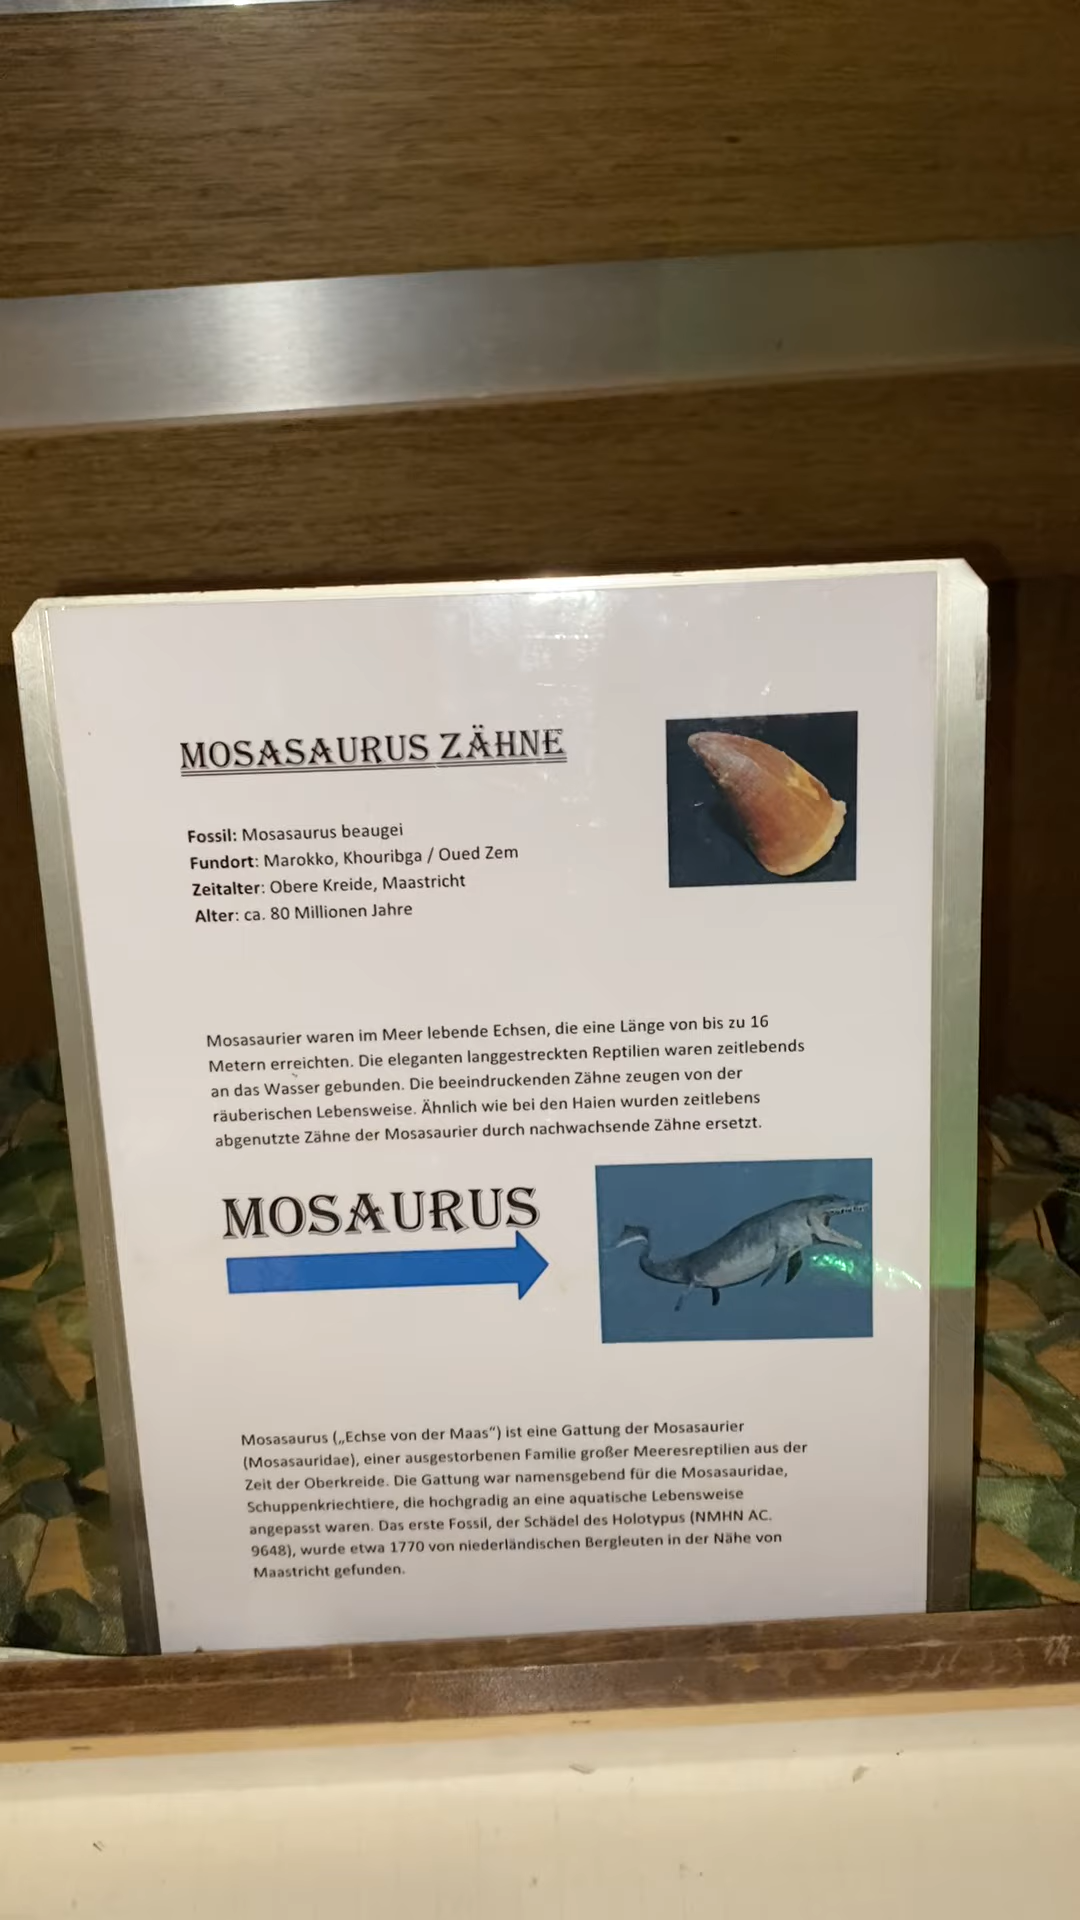 MOSASAURUS ZÄHNE
Fossil: Mosasaurus beaugei
Fundort: Marokko, Khouribga / Oued Zem
Zeitalter: Obere Kreide, Maastricht
Alter: ca. 80 Millionen Jahre
Mosasaurier waren im Meer lebende Echsen, die eine Länge von bis zu 16
Metern erreichten. Die eleganten langgestreckten Reptilien waren zeitlebends
an das Wasser gebunden. Die beeindruckenden Zähne zeugen von der
räuberischen Lebensweise. Ähnlich wie bei den Haien wurden zeitlebens
abgenutzte Zähne der Mosasaurier durch nachwachsende Zähne ersetzt.
MOSAURUS
Mosasaurus („Echse von der Maas“) ist eine Gattung der Mosasaurier
(Mosasauridae), einer ausgestorbenen Familie großer Meeresreptilien aus der
Zeit der Oberkreide. Die Gattung war namensgebend für die Mosasauridae,
Schuppenkriechtiere, die hochgradig an eine aquatische Lebensweise
angepasst waren. Das erste Fossil, der Schädel des Holotypus (NMHN AC.
9648), wurde etwa 1770 von niederländischen Bergleuten in der Nähe von
Maastricht gefunden.